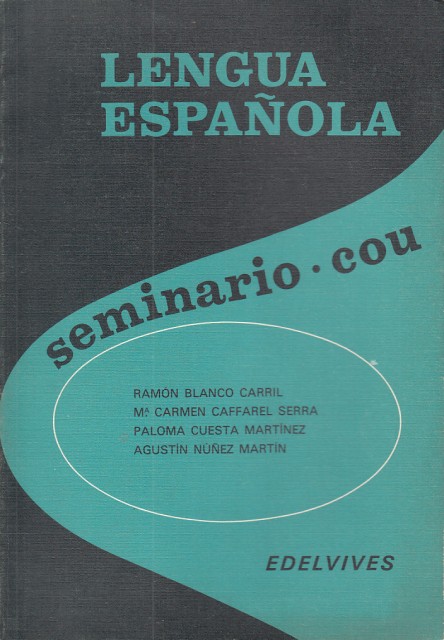 LENGUA
ESPAÑOLA
seminario · cou
RAMÓN BLANCO CARRIL
Mª CARMEN CAFFAREL SERRA
PALOMA CUESTA MARTÍNEZ
AGUSTÍN NÚÑEZ MARTÍN
EDELVIVES